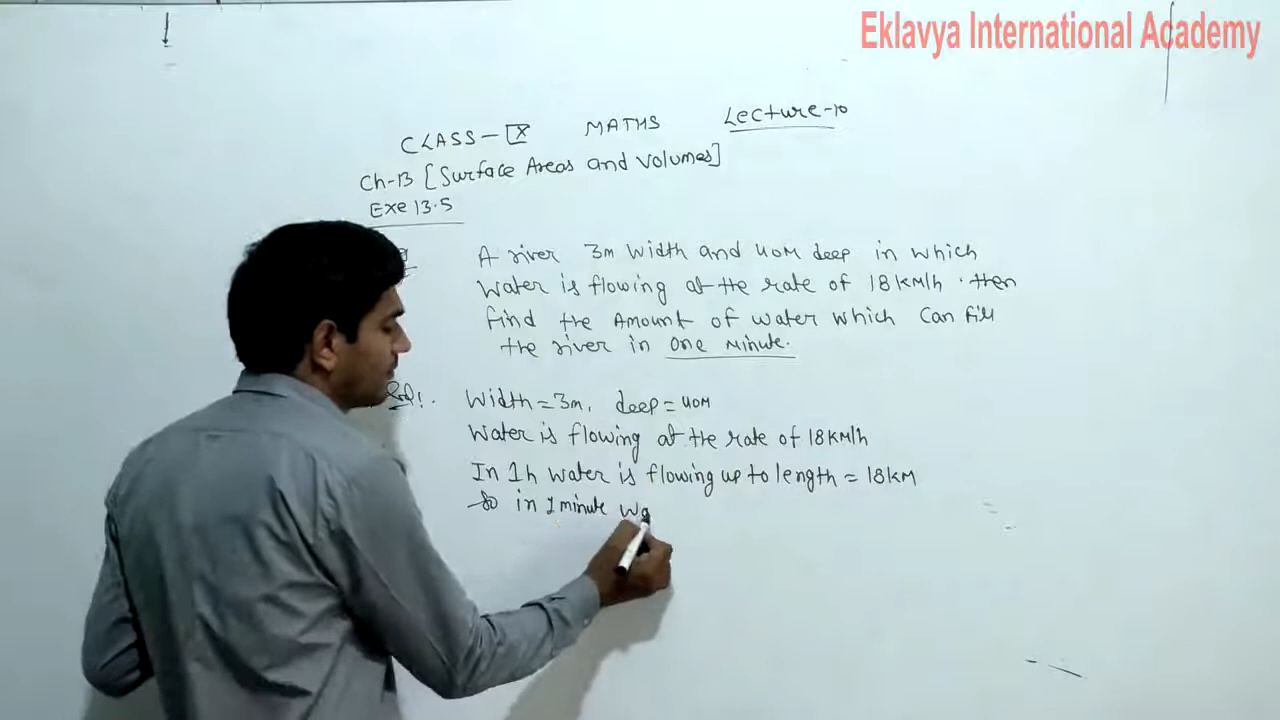 Eklavya International Academy
CLASS-X MATHS Lecture-10
Ch-13 [Surface Areas and Volumes]
Exe 13.5
A river 3m width and 40M deep in which
water is flowing at the rate of 18KM/h. then
find the Amount of water which can fill
the river in one Minute.
Sol:. Width=3m, deep=40M
Water is flowing at the rate of 18KM/h
In 1h water is flowing up to length = 18KM
So in 1 minute wa